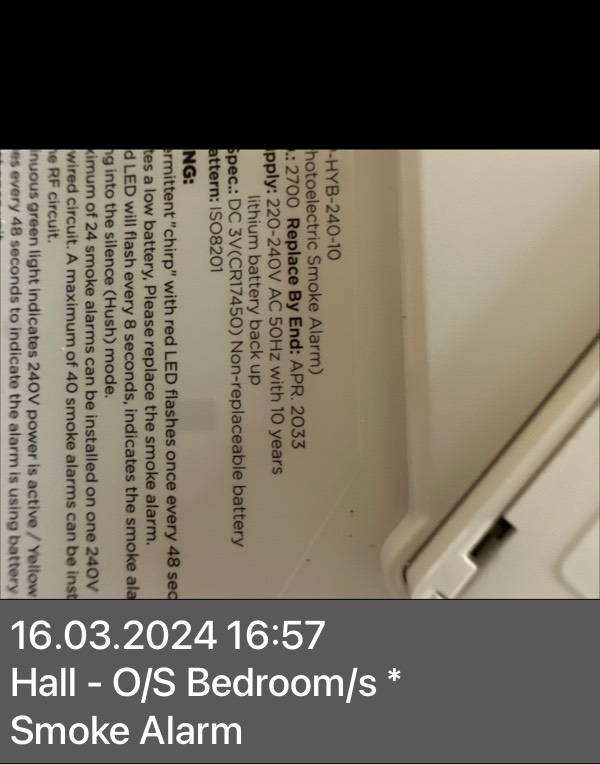 -HYB-240-10
hotoelectric Smoke Alarm)
.: 2700 Replace By End: APR. 2033
pply: 220-240V AC 50Hz with 10 years
lithium battery back up
Spec.: DC 3V(CR17450) Non-replaceable battery
attern: ISO8201
NG:
ermittent "chirp" with red LED flashes once every 48 sec
tes a low battery, Please replace the smoke alarm.
d LED will flash every 8 seconds, indicates the smoke ala
ng into the silence (Hush) mode.
ximum of 24 smoke alarms can be installed on one 240V
wired circuit. A maximum of 40 smoke alarms can be inst
e RF circuit.
nuous green light indicates 240V power is active / Yellow
es every 48 seconds to indicate the alarm is using battery
16.03.2024 16:57
Hall - O/S Bedroom/s *
Smoke Alarm